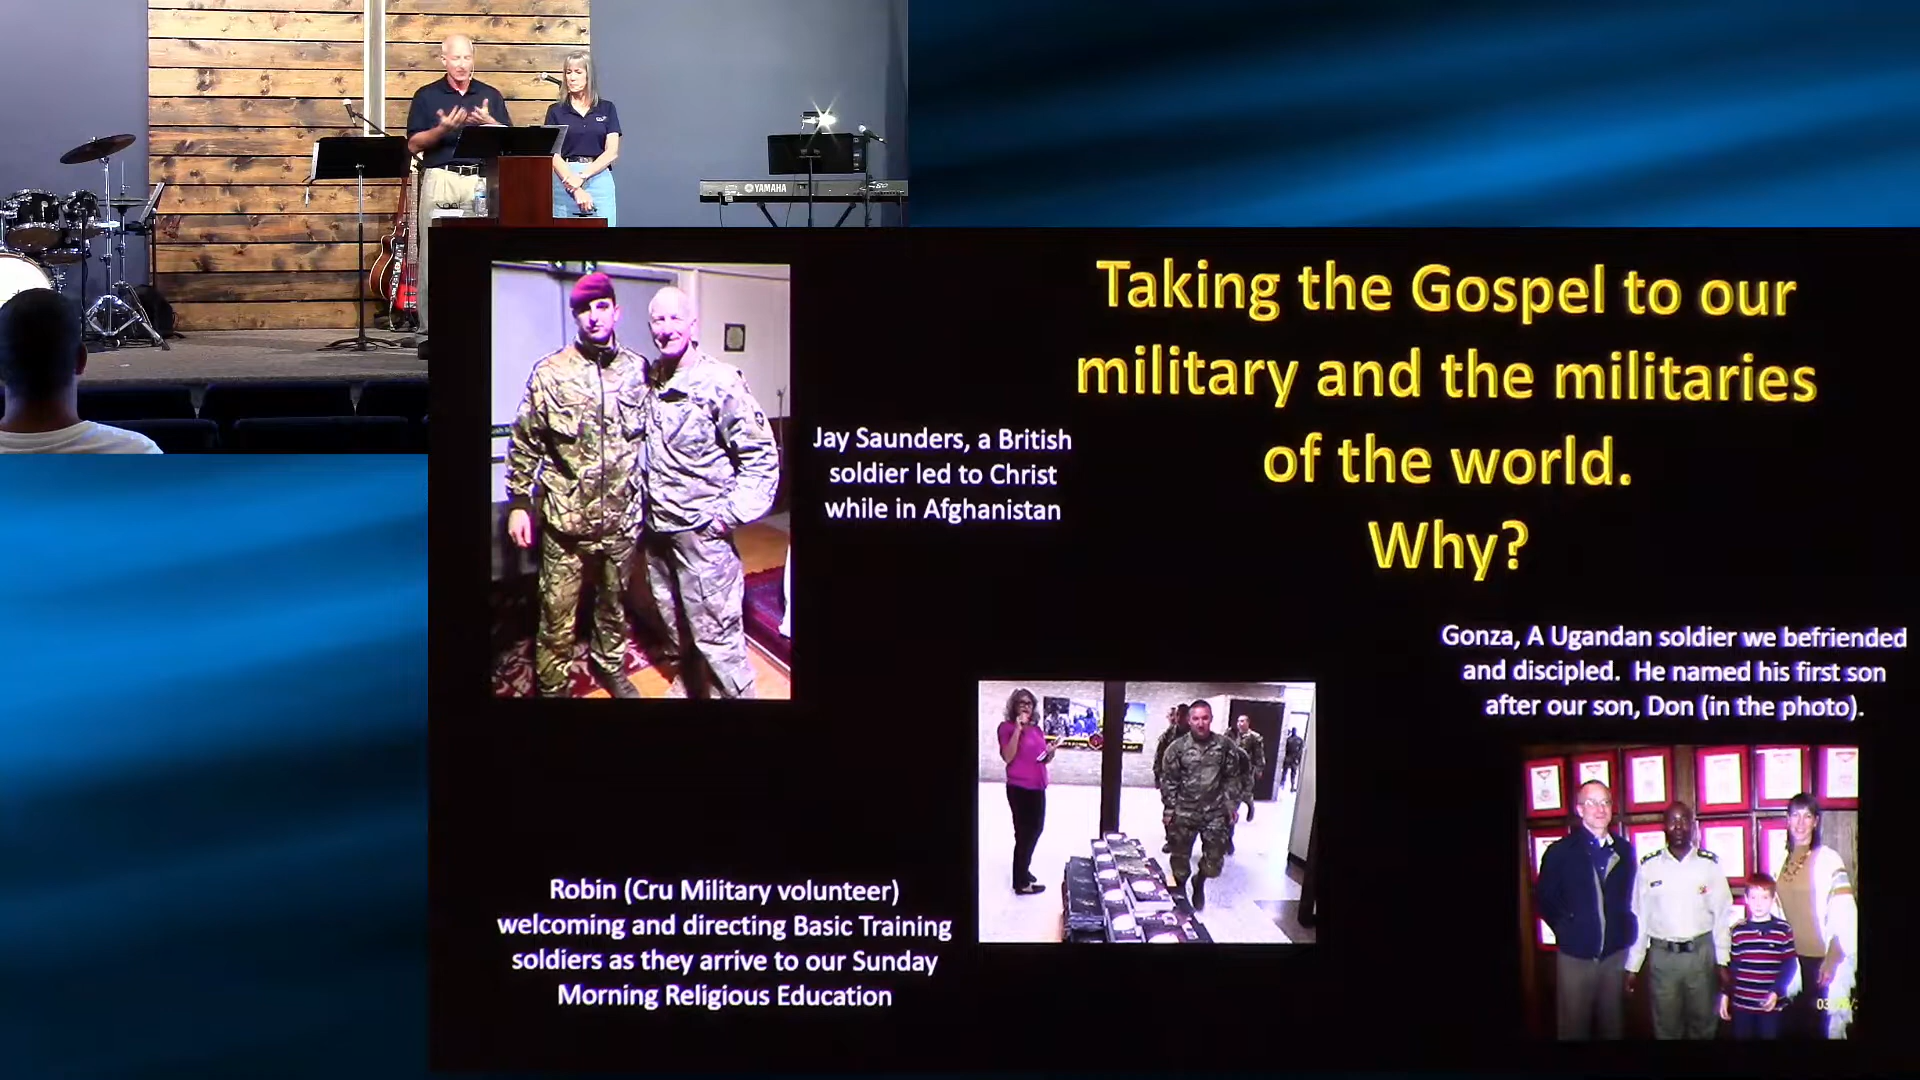 YAMAHA
Taking the Gospel to our
military and the militaries
of the world.
Why?
Jay Saunders, a British
soldier led to Christ
while in Afghanistan
Gonza, A Ugandan soldier we befriended
and discipled. He named his first son
after our son, Don (in the photo).
Robin (Cru Military volunteer)
welcoming and directing Basic Training
soldiers as they arrive to our Sunday
Morning Religious Education